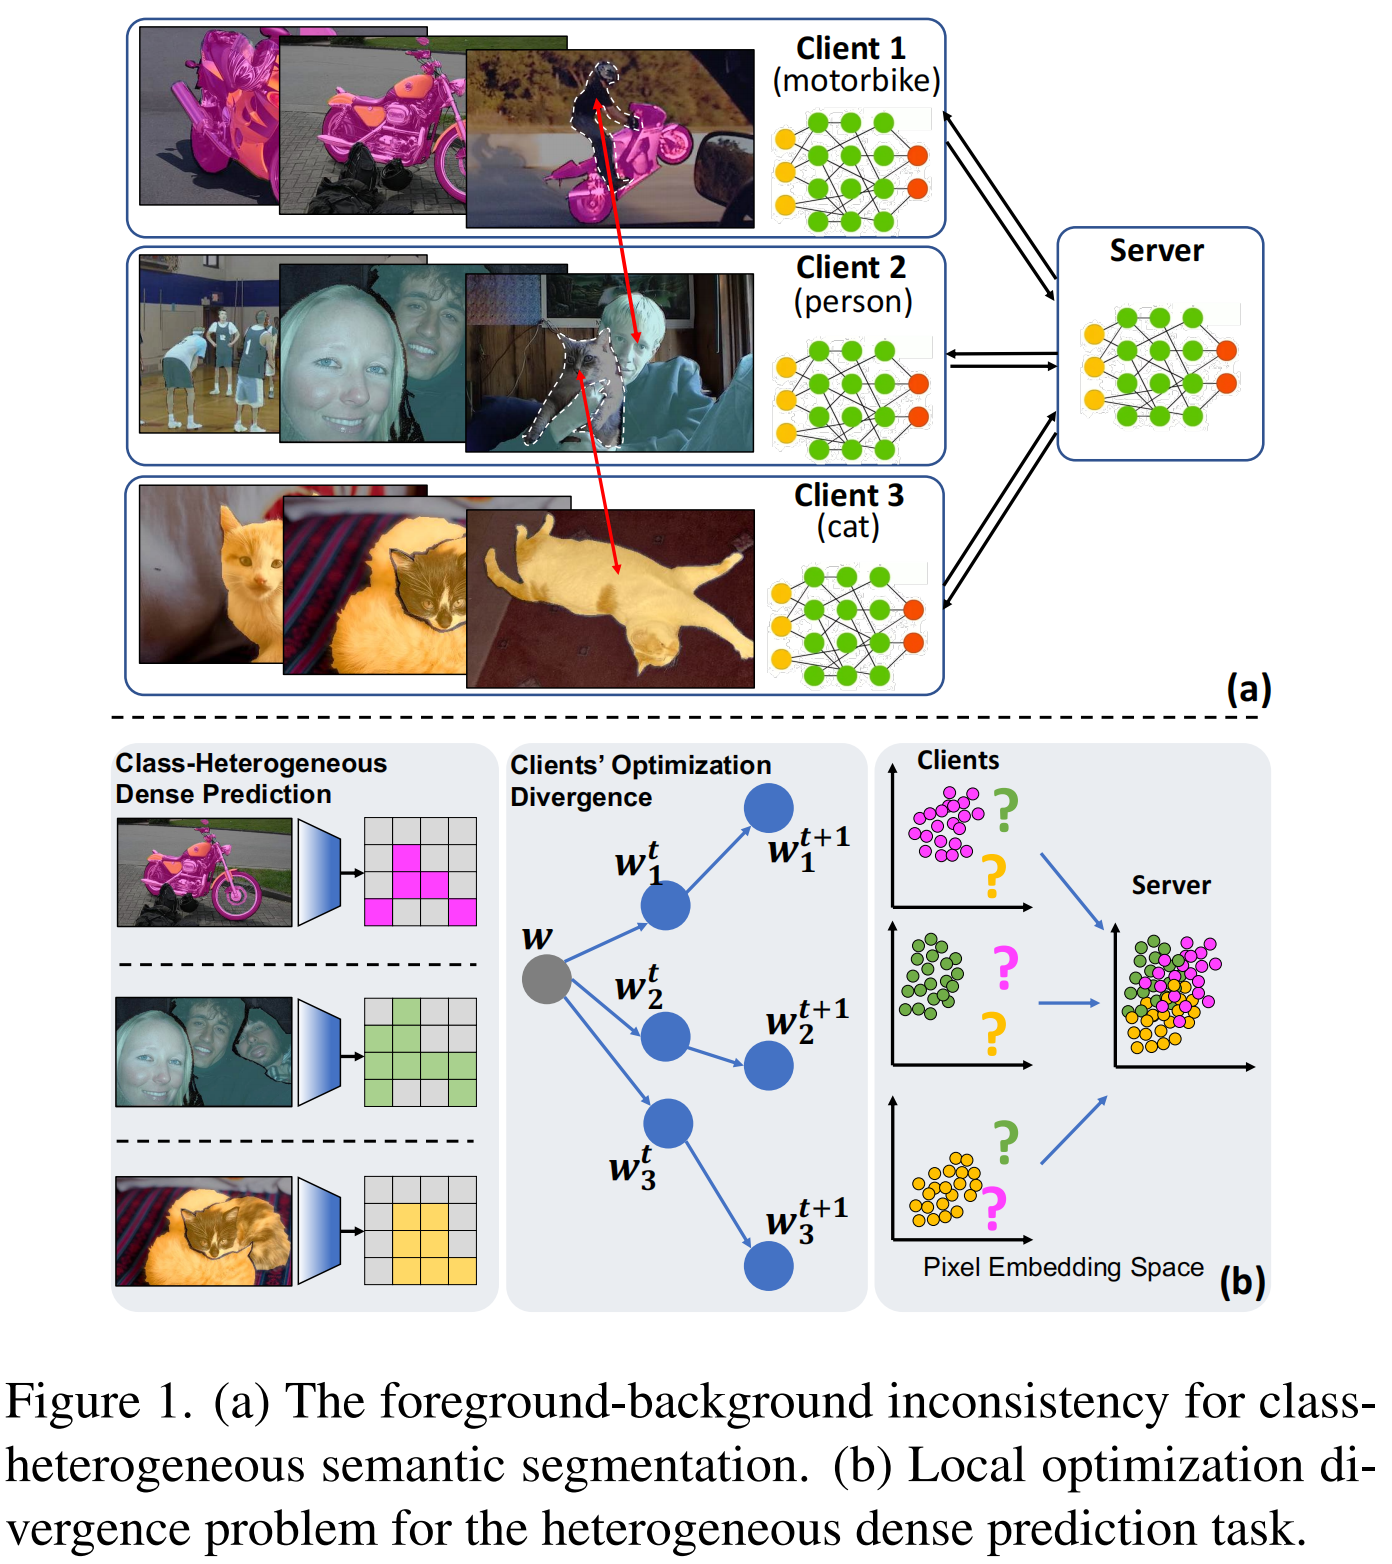 Client 1
(motorbike)
Client 2
(person)
Client 3
(cat)
Server
(a)
Class-Heterogeneous
Dense Prediction
Clients' Optimization
Divergence
w
w_1^t
w_1^{t+1}
w_2^t
w_2^{t+1}
w_3^t
w_3^{t+1}
Clients
?
?
?
?
?
?
Server
Pixel Embedding Space
(b)
Figure 1. (a) The foreground-background inconsistency for class-
heterogeneous semantic segmentation. (b) Local optimization di-
vergence problem for the heterogeneous dense prediction task.